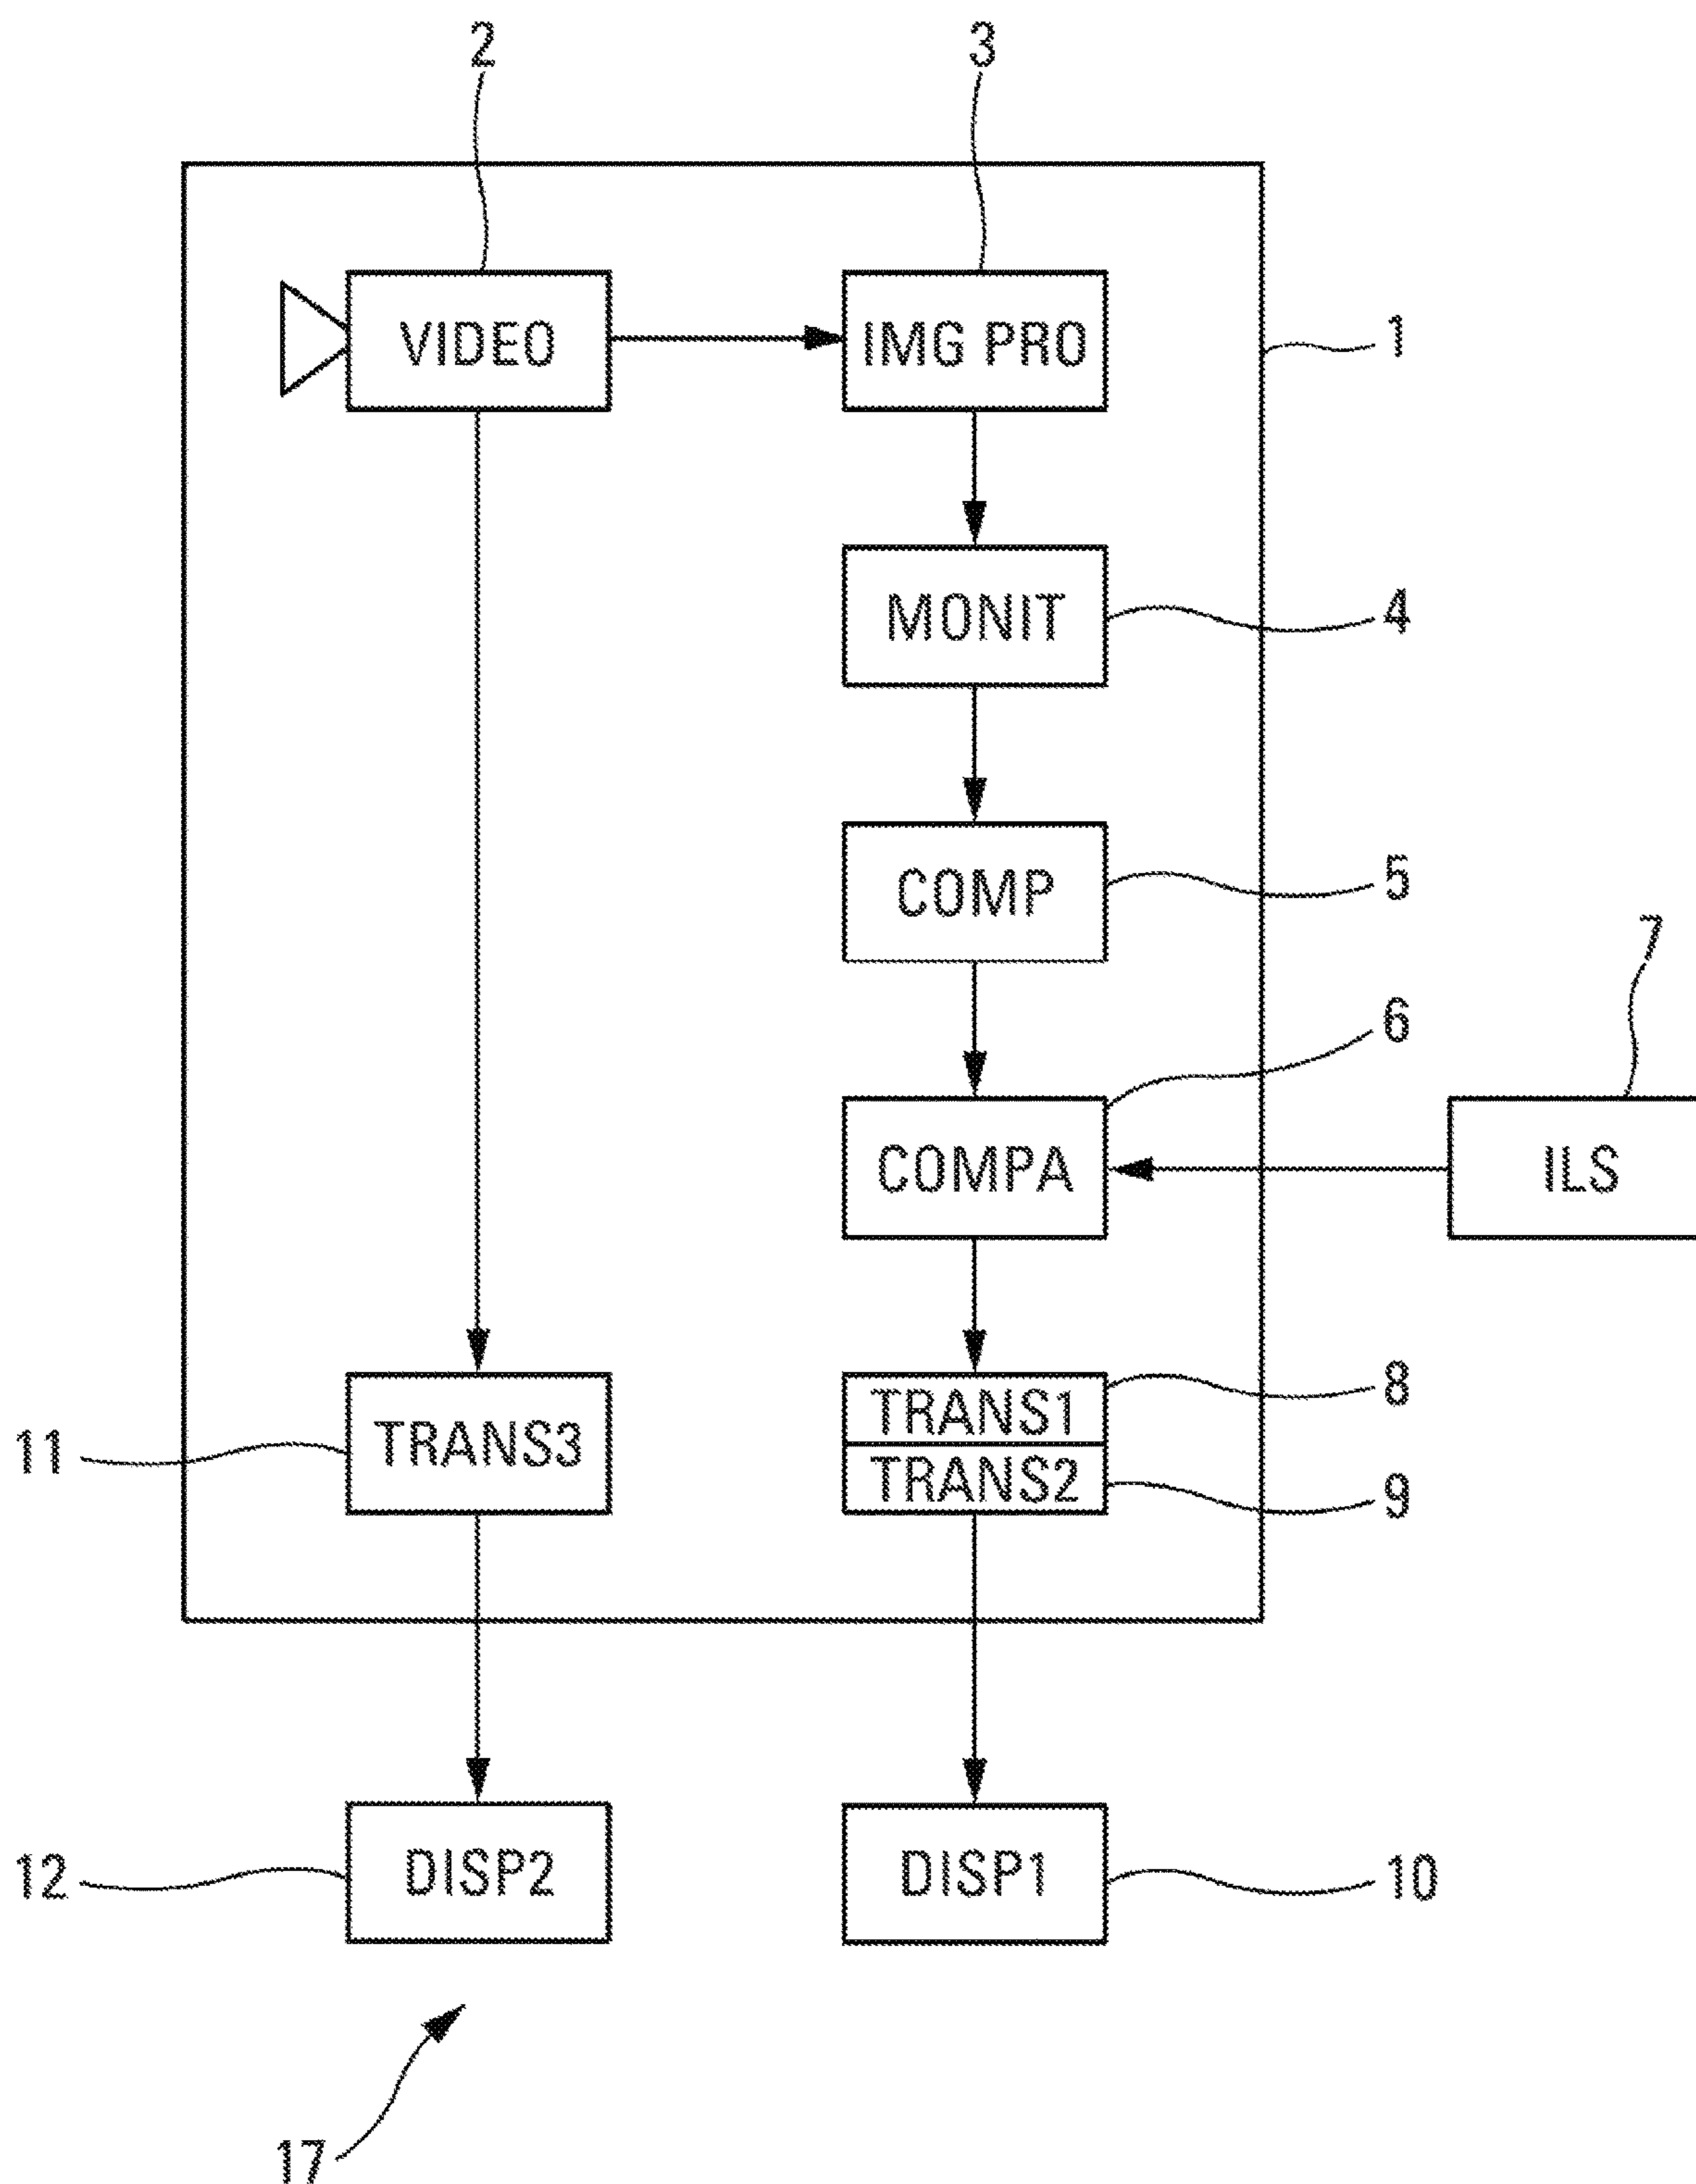 2
3
VIDEO
IMG PRO
1
MONIT
4
COMP
5
7
6
COMPA
ILS
TRANS1
8
11
TRANS3
TRANS2
9
12
DISP2
DISP1
10
17